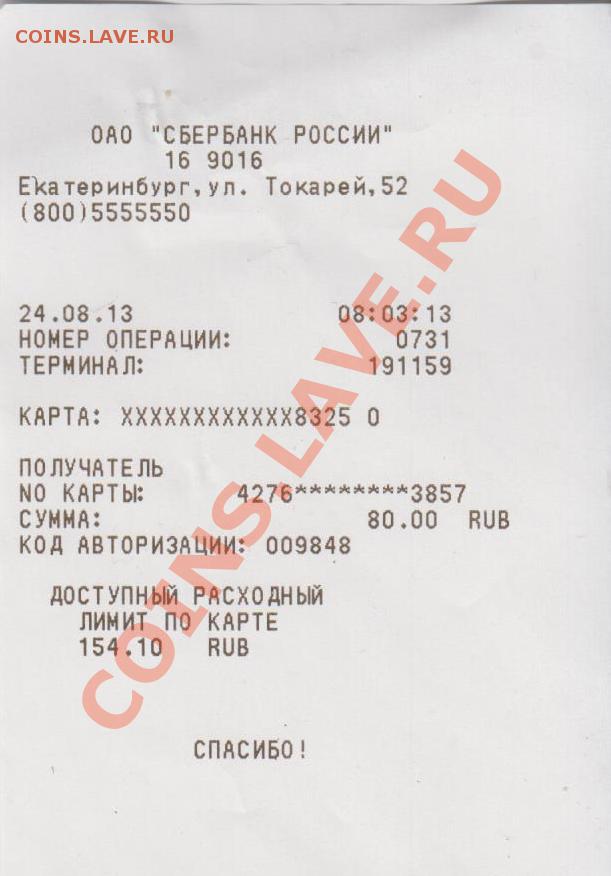 COINS.LAVE.RU
ОАО "СБЕРБАНК РОССИИ"
16 9016
Екатеринбург,ул. Токарей,52
(800)5555550
24.08.13 08:03:13
НОМЕР ОПЕРАЦИИ: 0731
ТЕРМИНАЛ: 191159
КАРТА: XXXXXXXXXXXX8325 0
ПОЛУЧАТЕЛЬ
NO КАРТЫ: 4276********3857
СУММА: 80.00 RUB
КОД АВТОРИЗАЦИИ: 009848
ДОСТУПНЫЙ РАСХОДНЫЙ
ЛИМИТ ПО КАРТЕ
154.10 RUB
СПАСИБО!
COINS.LAVE.RU